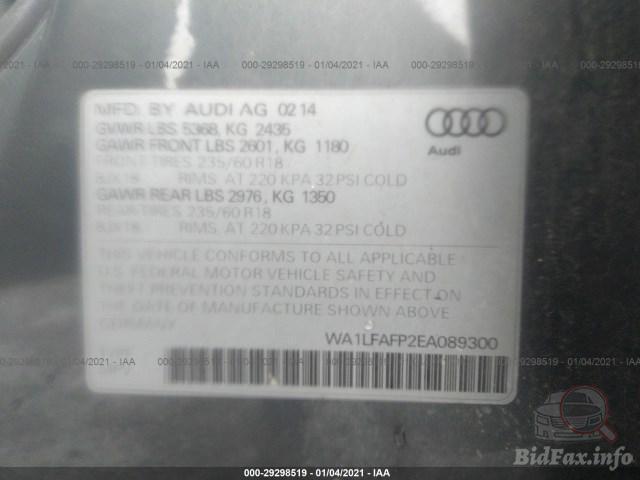 MFD. BY AUDI AG 02 14
GVWR LBS 5368, KG 2435
GAWR FRONT LBS 2601, KG 1180
FRONT TIRES 235/60 R18
8JX18 RIMS, AT 220 KPA 32 PSI COLD
GAWR REAR LBS 2976, KG 1350
REAR TIRES 235/60 R18
8JX18 RIMS, AT 220 KPA 32 PSI COLD
THIS VEHICLE CONFORMS TO ALL APPLICABLE
U.S. FEDERAL MOTOR VEHICLE SAFETY AND
THEFT PREVENTION STANDARDS IN EFFECT ON
THE DATE OF MANUFACTURE SHOWN ABOVE
GERMANY
Audi
WA1LFAFP2EA089300
000-29298519 - 01/04/2021 - IAA
BidFax.info